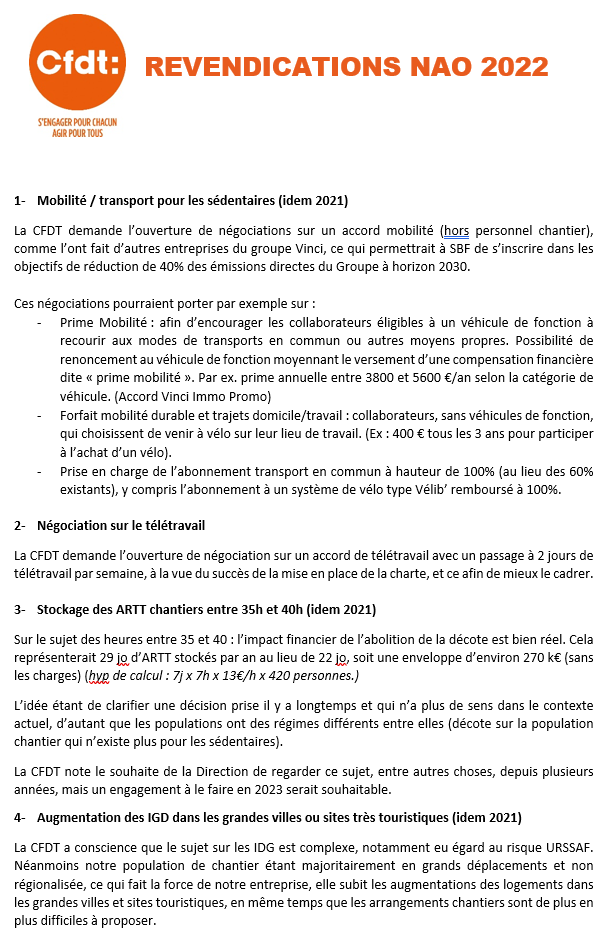 Cfdt:
S'ENGAGER POUR CHACUN
AGIR POUR TOUS
REVENDICATIONS NAO 2022
1- Mobilité / transport pour les sédentaires (idem 2021)
La CFDT demande l'ouverture de négociations sur un accord mobilité (hors personnel chantier),
comme l'ont fait d'autres entreprises du groupe Vinci, ce qui permettrait à SBF de s'inscrire dans les
objectifs de réduction de 40% des émissions directes du Groupe à horizon 2030.
Ces négociations pourraient porter par exemple sur :
- Prime Mobilité : afin d'encourager les collaborateurs éligibles à un véhicule de fonction à
recourir aux modes de transports en commun ou autres moyens propres. Possibilité de
renoncement au véhicule de fonction moyennant le versement d'une compensation financière
dite « prime mobilité ». Par ex. prime annuelle entre 3800 et 5600 €/an selon la catégorie de
véhicule. (Accord Vinci Immo Promo)
- Forfait mobilité durable et trajets domicile/travail : collaborateurs, sans véhicules de fonction,
qui choisissent de venir à vélo sur leur lieu de travail. (Ex : 400 € tous les 3 ans pour participer
à l'achat d'un vélo).
- Prise en charge de l'abonnement transport en commun à hauteur de 100% (au lieu des 60%
existants), y compris l'abonnement à un système de vélo type Vélib' remboursé à 100%.
2- Négociation sur le télétravail
La CFDT demande l'ouverture de négociation sur un accord de télétravail avec un passage à 2 jours de
télétravail par semaine, à la vue du succès de la mise en place de la charte, et ce afin de mieux le cadrer.
3- Stockage des ARTT chantiers entre 35h et 40h (idem 2021)
Sur le sujet des heures entre 35 et 40 : l'impact financier de l'abolition de la décote est bien réel. Cela
représenterait 29 jo d'ARTT stockés par an au lieu de 22 jo, soit une enveloppe d'environ 270 k€ (sans
les charges) (hyp de calcul : 7j x 7h x 13€/h x 420 personnes.)
L'idée étant de clarifier une décision prise il y a longtemps et qui n'a plus de sens dans le contexte
actuel, d'autant que les populations ont des régimes différents entre elles (décote sur la population
chantier qui n'existe plus pour les sédentaires).
La CFDT note le souhaite de la Direction de regarder ce sujet, entre autres choses, depuis plusieurs
années, mais un engagement à le faire en 2023 serait souhaitable.
4- Augmentation des IGD dans les grandes villes ou sites très touristiques (idem 2021)
La CFDT a conscience que le sujet sur les IDG est complexe, notamment eu égard au risque URSSAF.
Néanmoins notre population de chantier étant majoritairement en grands déplacements et non
régionalisée, ce qui fait la force de notre entreprise, elle subit les augmentations des logements dans
les grandes villes et sites touristiques, en même temps que les arrangements chantiers sont de plus en
plus difficiles à proposer.